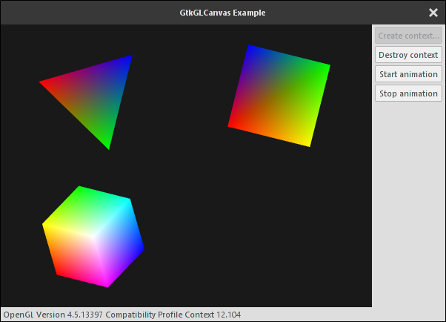 GtkGLCanvas Example
Create context...
Destroy context
Start animation
Stop animation
OpenGL Version 4.5.13397 Compatibility Profile Context 12.104